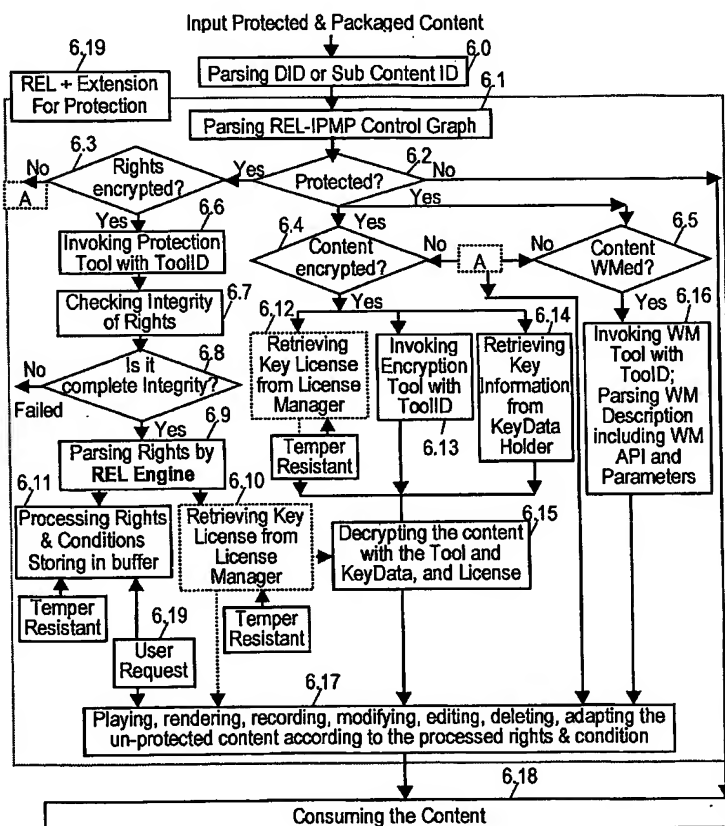 Input Protected & Packaged Content
6,19
6.0
REL + Extension
For Protection
Parsing DID or Sub Content ID
6.1
Parsing REL-IPMP Control Graph
6.3
No
Rights
encrypted?
Yes
6.2
Protected?
No
A
Yes
6.6
Invoking Protection
Tool with ToolID
6.4
Yes
Content
encrypted?
No
A
Yes
No
6.5
Content
WMed?
Checking Integrity
of Rights
6.7
Yes
Yes
6.12
Retrieving
Key License
from License
Manager
Invoking
Encryption
Tool with
ToolID
6.13
6.14
Retrieving
Key
Information
from
KeyData
Holder
6.16
Invoking WM
Tool with
ToolD;
Parsing WM
Description
including WM
API and
Parameters
No
Failed
Is it
complete Integrity?
6.8
Yes
6.9
Parsing Rights by
REL Engine
Temper
Resistant
6.11
Processing Rights
& Conditions
Storing in buffer
6.10
Retrieving Key
License from
License
Manager
6.15
Decrypting the content
with the Tool and
KeyData, and License
Temper
Resistant
6,19
User
Request
Temper
Resistant
6.17
Playing, rendering, recording, modifying, editing, deleting, adapting the
un-protected content according to the processed rights & condition
6.18
Consuming the Content